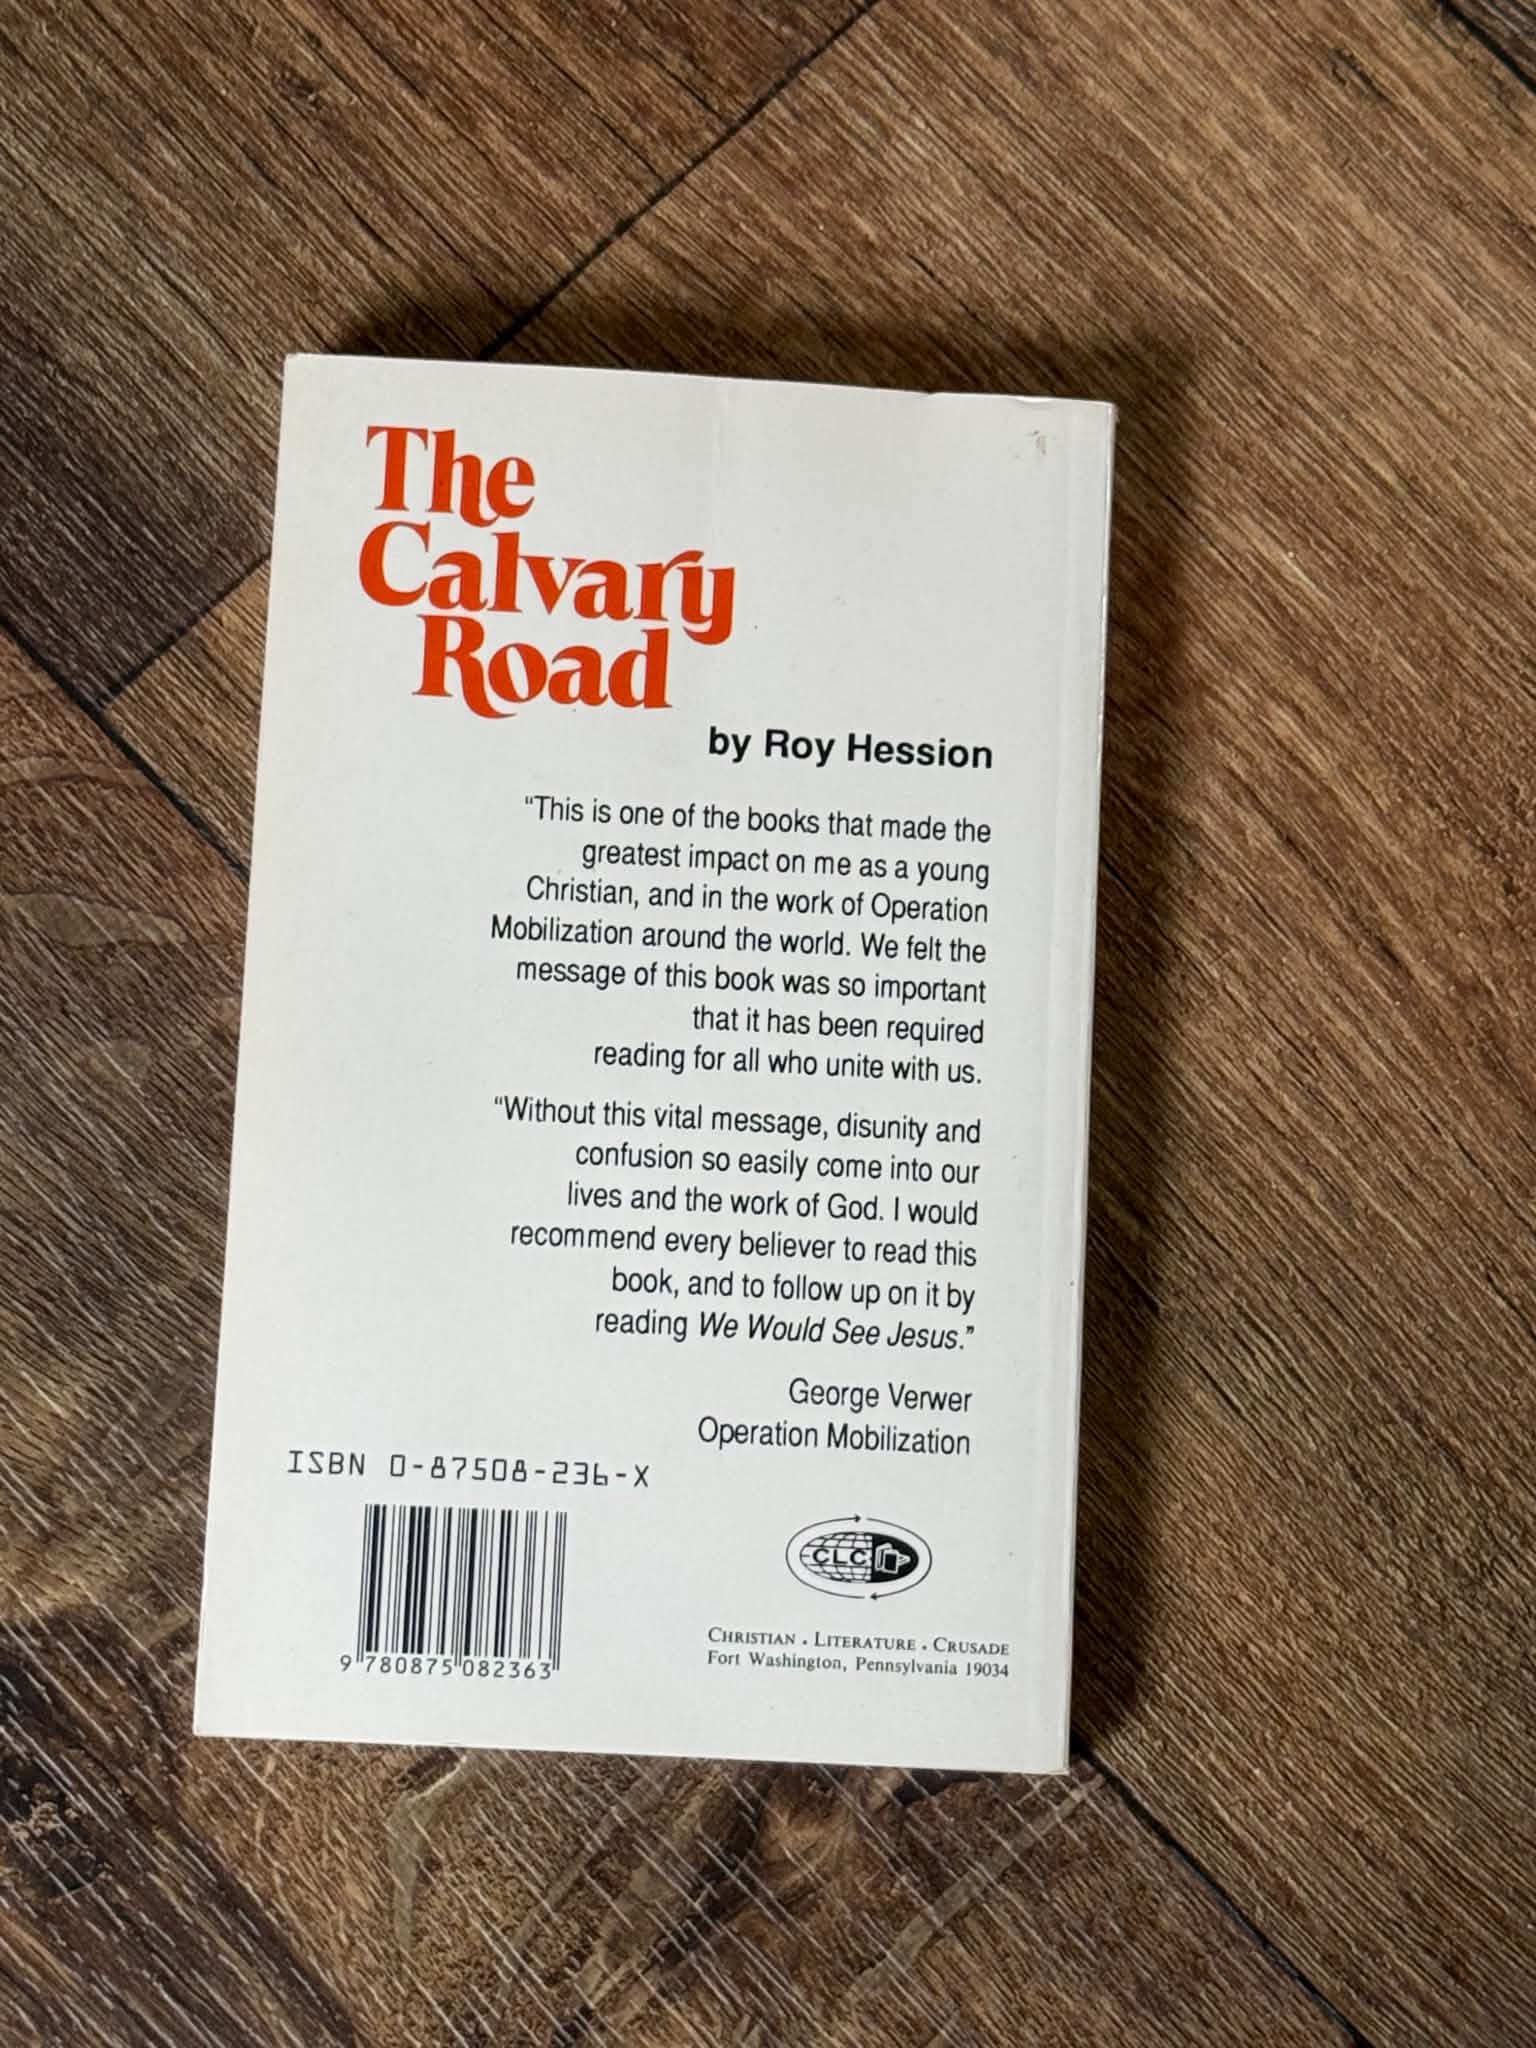 The
Calvary
Road
by Roy Hession
“This is one of the books that made the
greatest impact on me as a young
Christian, and in the work of Operation
Mobilization around the world. We felt the
message of this book was so important
that it has been required
reading for all who unite with us.
“Without this vital message, disunity and
confusion so easily come into our
lives and the work of God. I would
recommend every believer to read this
book, and to follow up on it by
reading We Would See Jesus.”
George Verwer
Operation Mobilization
ISBN 0-87508-236-X
9 780875 082363
CLC
CHRISTIAN . LITERATURE . CRUSADE
Fort Washington, Pennsylvania 19034